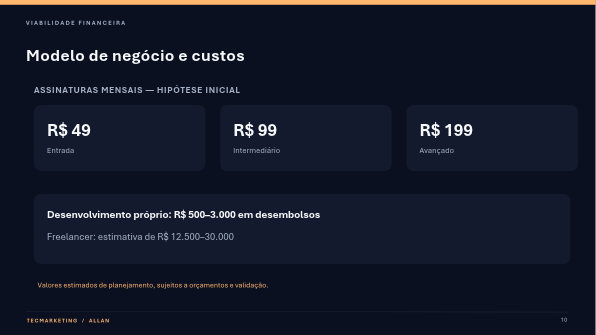 VIABILIDADE FINANCEIRA
Modelo de negócio e custos
ASSINATURAS MENSAIS — HIPÓTESE INICIAL
R$ 49
Entrada
R$ 99
Intermediário
R$ 199
Avançado
Desenvolvimento próprio: R$ 500–3.000 em desembolsos
Freelancer: estimativa de R$ 12.500–30.000
Valores estimados de planejamento, sujeitos a orçamentos e validação.
TECMARKETING / ALLAN
10